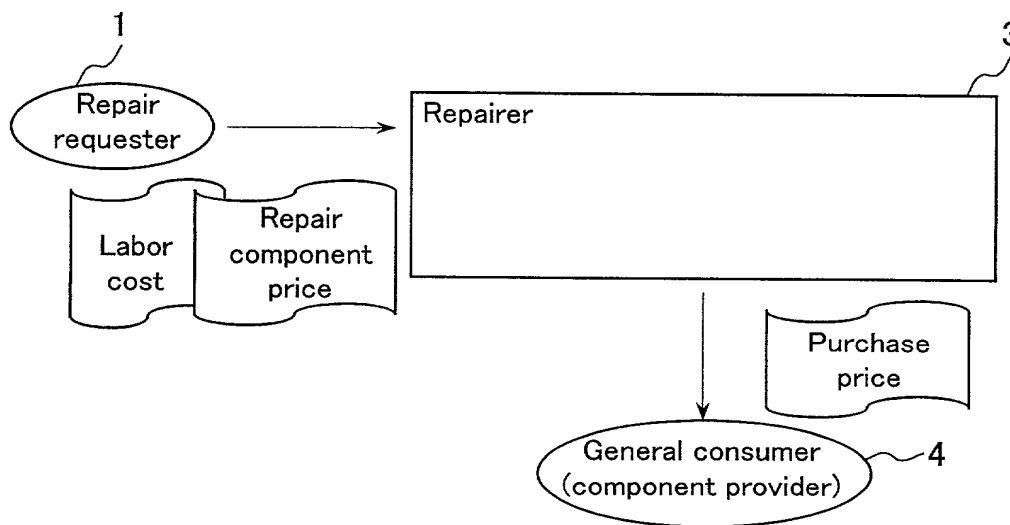 1
3
Repair
requester
Repairer
Labor
cost
Repair
component
price
Purchase
price
General consumer
(component provider)
4